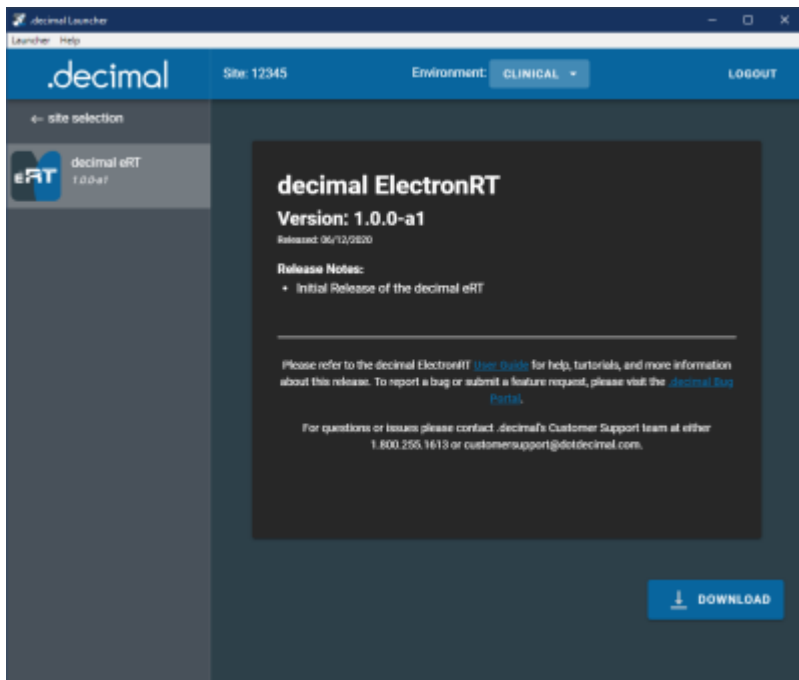 .decimal Launcher
Launcher Help
.decimal
Site: 12345
Environment: CLINICAL
LOGOUT
← site selection
eRT
decimal eRT
1.0.0-a1
decimal ElectronRT
Version: 1.0.0-a1
Released: 06/12/2020
Release Notes:
• Initial Release of the decimal eRT
Please refer to the decimal ElectronRT User Guide for help, turtorials, and more information
about this release. To report a bug or submit a feature request, please visit the .decimal Bug
Portal.
For questions or issues please contact .decimal's Customer Support team at either
1.800.255.1613 or customersupport@dotdecimal.com.
DOWNLOAD